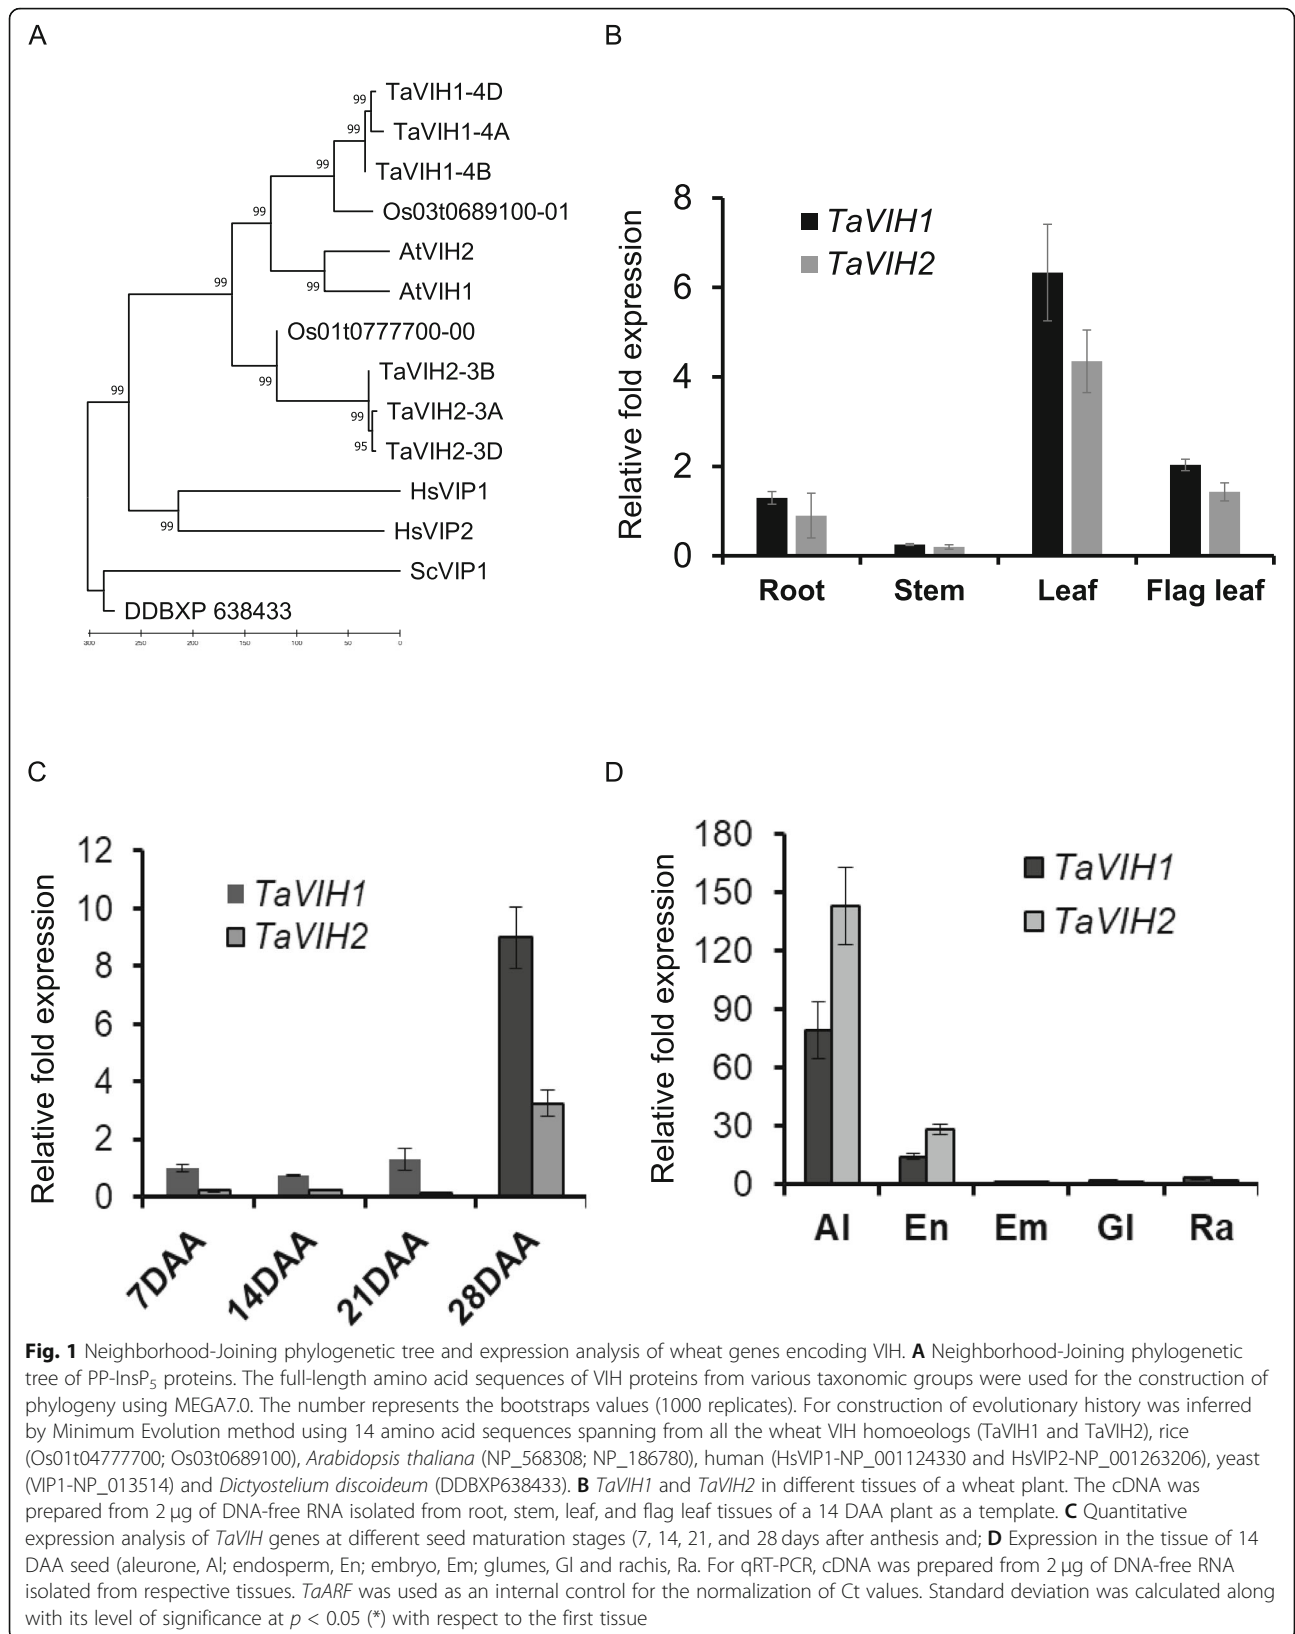 A
99
TaVIH1-4D
99
TaVIH1-4A
99
TaVIH1-4B
99
Os03t0689100-01
AtVIH2
99
99
AtVIH1
Os01t0777700-00
99
TaVIH2-3B
99
99
TaVIH2-3A
95
TaVIH2-3D
HsVIP1
99
HsVIP2
ScVIP1
DDBXP 638433
300 250 200 150 100 50 0
B
Relative fold expression
8
6
4
2
0
TaVIH1
TaVIH2
Root Stem Leaf Flag leaf
C
Relative fold expression
12
10
8
6
4
2
0
TaVIH1
TaVIH2
7DAA 14DAA 21DAA 28DAA
D
Relative fold expression
180
150
120
90
60
30
0
TaVIH1
TaVIH2
Al En Em Gl Ra
Fig. 1 Neighborhood-Joining phylogenetic tree and expression analysis of wheat genes encoding VIH. A Neighborhood-Joining phylogenetic
tree of PP-InsP5 proteins. The full-length amino acid sequences of VIH proteins from various taxonomic groups were used for the construction of
phylogeny using MEGA7.0. The number represents the bootstraps values (1000 replicates). For construction of evolutionary history was inferred
by Minimum Evolution method using 14 amino acid sequences spanning from all the wheat VIH homoeologs (TaVIH1 and TaVIH2), rice
(Os01t04777700; Os03t0689100), Arabidopsis thaliana (NP_568308; NP_186780), human (HsVIP1-NP_001124330 and HsVIP2-NP_001263206), yeast
(VIP1-NP_013514) and Dictyostelium discoideum (DDBXP638433). B TaVIH1 and TaVIH2 in different tissues of a wheat plant. The cDNA was
prepared from 2 μg of DNA-free RNA isolated from root, stem, leaf, and flag leaf tissues of a 14 DAA plant as a template. C Quantitative
expression analysis of TaVIH genes at different seed maturation stages (7, 14, 21, and 28 days after anthesis and; D Expression in the tissue of 14
DAA seed (aleurone, Al; endosperm, En; embryo, Em; glumes, Gl and rachis, Ra. For qRT-PCR, cDNA was prepared from 2 μg of DNA-free RNA
isolated from respective tissues. TaARF was used as an internal control for the normalization of Ct values. Standard deviation was calculated along
with its level of significance at p < 0.05 (*) with respect to the first tissue